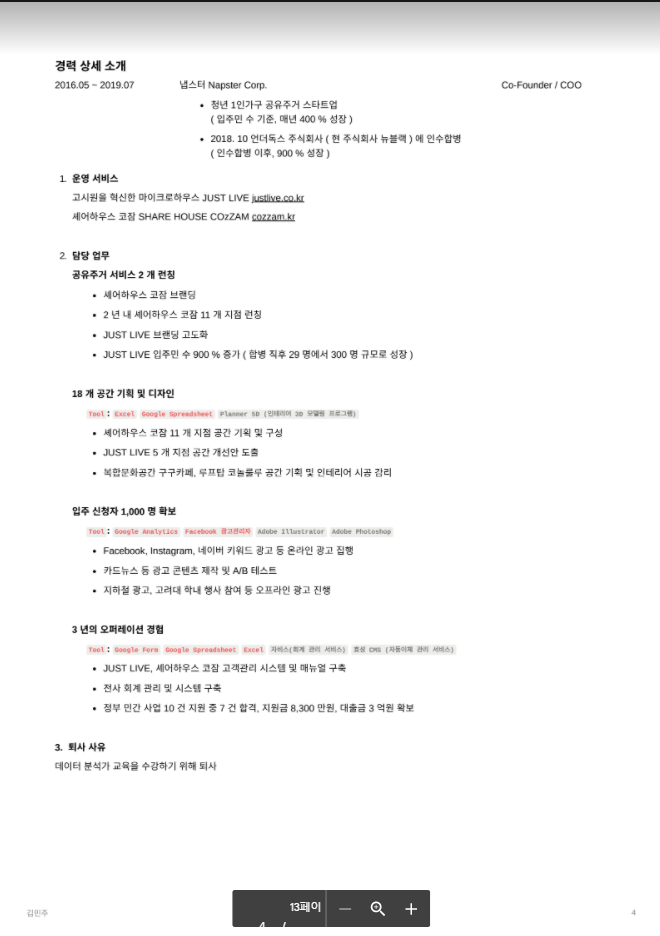 경력 상세 소개
2016.05 ~ 2019.07 냅스터 Napster Corp. Co-Founder / COO
• 청년 1인가구 공유주거 스타트업
( 입주민 수 기준, 매년 400 % 성장 )
• 2018. 10 언더독스 주식회사 ( 현 주식회사 뉴블랙 ) 에 인수합병
( 인수합병 이후, 900 % 성장 )
1. 운영 서비스
고시원을 혁신한 마이크로하우스 JUST LIVE justlive.co.kr
셰어하우스 코잠 SHARE HOUSE COzZAM cozzam.kr
2. 담당 업무
공유주거 서비스 2 개 런칭
• 셰어하우스 코잠 브랜딩
• 2 년 내 셰어하우스 코잠 11 개 지점 런칭
• JUST LIVE 브랜딩 고도화
• JUST LIVE 입주민 수 900 % 증가 ( 합병 직후 29 명에서 300 명 규모로 성장 )
18 개 공간 기획 및 디자인
Tool : Excel Google Spreadsheet Planner 5D (인테리어 3D 모델링 프로그램)
• 셰어하우스 코잠 11 개 지점 공간 기획 및 구성
• JUST LIVE 5 개 지점 공간 개선안 도출
• 복합문화공간 구구카페, 루프탑 코놀룰루 공간 기획 및 인테리어 시공 감리
입주 신청자 1,000 명 확보
Tool : Google Analytics Facebook 광고관리자 Adobe Illustrator Adobe Photoshop
• Facebook, Instagram, 네이버 키워드 광고 등 온라인 광고 집행
• 카드뉴스 등 광고 콘텐츠 제작 및 A/B 테스트
• 지하철 광고, 고려대 학내 행사 참여 등 오프라인 광고 진행
3 년의 오퍼레이션 경험
Tool : Google Form Google Spreadsheet Excel 자비스(회계 관리 서비스) 효성 CMS (자동이체 관리 서비스)
• JUST LIVE, 셰어하우스 코잠 고객관리 시스템 및 매뉴얼 구축
• 전사 회계 관리 및 시스템 구축
• 정부 민간 사업 10 건 지원 중 7 건 합격, 지원금 8,300 만원, 대출금 3 억원 확보
3. 퇴사 사유
데이터 분석가 교육을 수강하기 위해 퇴사
김민주 4
13페이